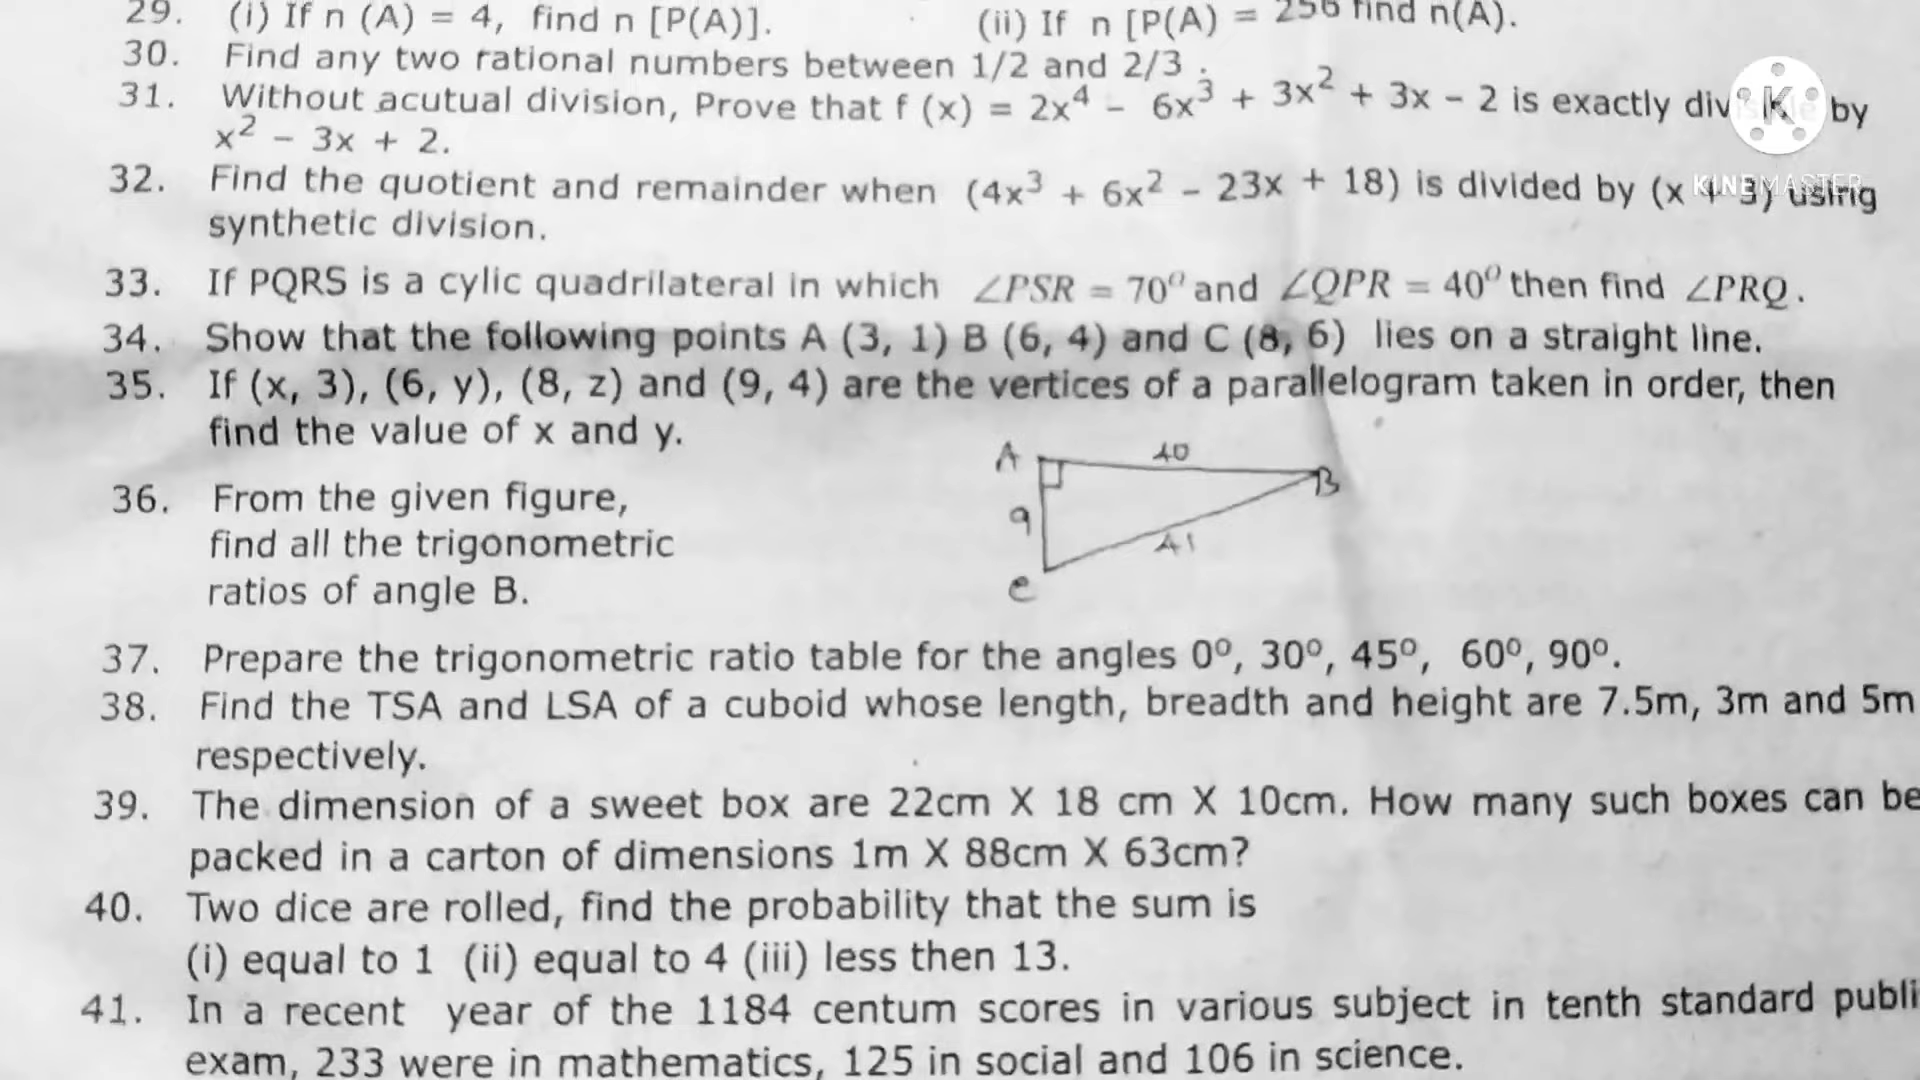 29. (i) If n (A) = 4, find n [P(A)]. (ii) If n [P(A) = 256 find n(A).
30. Find any two rational numbers between 1/2 and 2/3 .
31. Without acutual division, Prove that f (x) = 2x⁴ - 6x³ + 3x² + 3x - 2 is exactly divisible by
x² - 3x + 2.
32. Find the quotient and remainder when (4x³ + 6x² - 23x + 18) is divided by (x + 3) using
synthetic division.
33. If PQRS is a cylic quadrilateral in which ∠PSR = 70° and ∠QPR = 40° then find ∠PRQ.
34. Show that the following points A (3, 1) B (6, 4) and C (8, 6) lies on a straight line.
35. If (x, 3), (6, y), (8, z) and (9, 4) are the vertices of a parallelogram taken in order, then
find the value of x and y.
36. From the given figure,
find all the trigonometric
ratios of angle B.
A 40 B
9
41
C
37. Prepare the trigonometric ratio table for the angles 0°, 30°, 45°, 60°, 90°.
38. Find the TSA and LSA of a cuboid whose length, breadth and height are 7.5m, 3m and 5m
respectively.
39. The dimension of a sweet box are 22cm X 18 cm X 10cm. How many such boxes can be
packed in a carton of dimensions 1m X 88cm X 63cm?
40. Two dice are rolled, find the probability that the sum is
(i) equal to 1 (ii) equal to 4 (iii) less then 13.
41. In a recent year of the 1184 centum scores in various subject in tenth standard publi
exam, 233 were in mathematics, 125 in social and 106 in science.
K
KINEMASTER